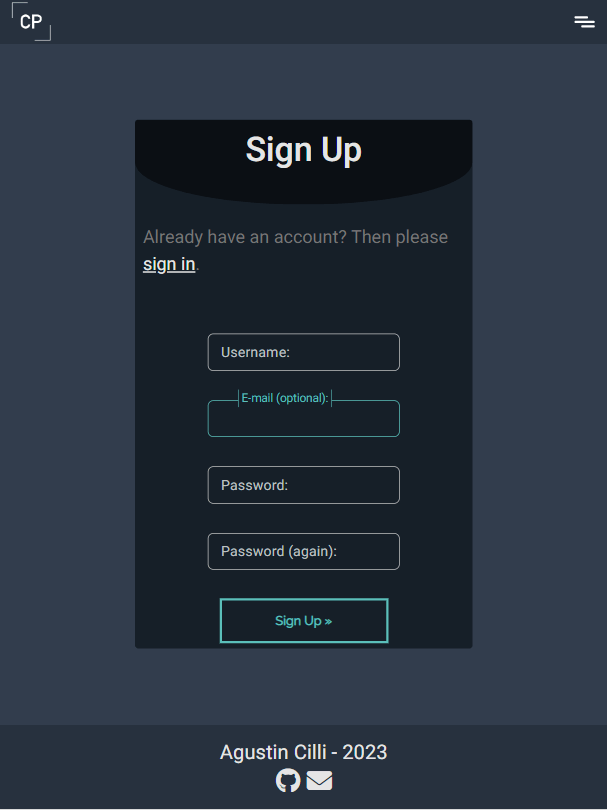 CP
Sign Up
Already have an account? Then please
sign in.
Username:
E-mail (optional):
Password:
Password (again):
Sign Up »
Agustin Cilli - 2023